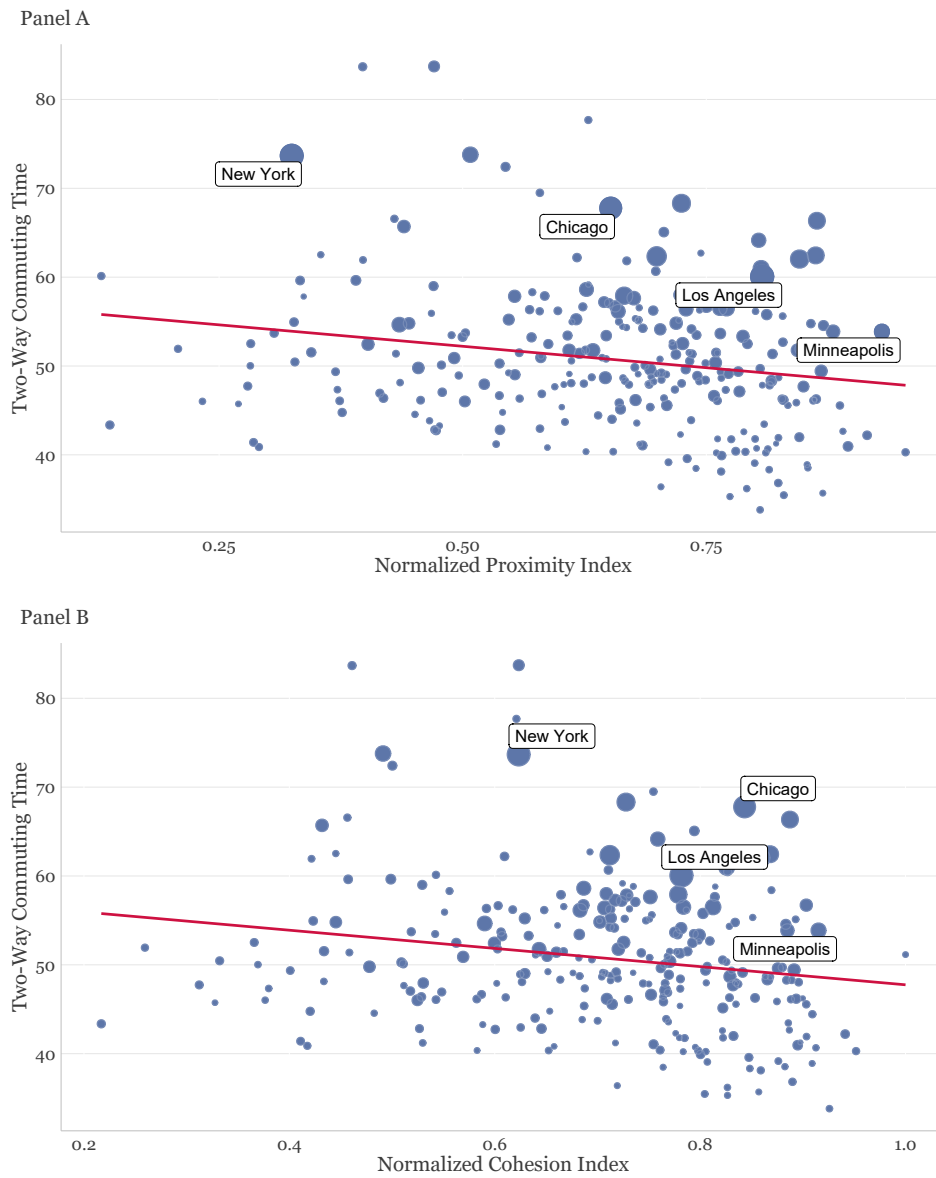 Panel A
Two-Way Commuting Time
80
70
60
50
40
New York
Chicago
Los Angeles
Minneapolis
0.25
0.50
0.75
Normalized Proximity Index
Panel B
Two-Way Commuting Time
80
70
60
50
40
New York
Chicago
Los Angeles
Minneapolis
0.2
0.4
0.6
0.8
1.0
Normalized Cohesion Index